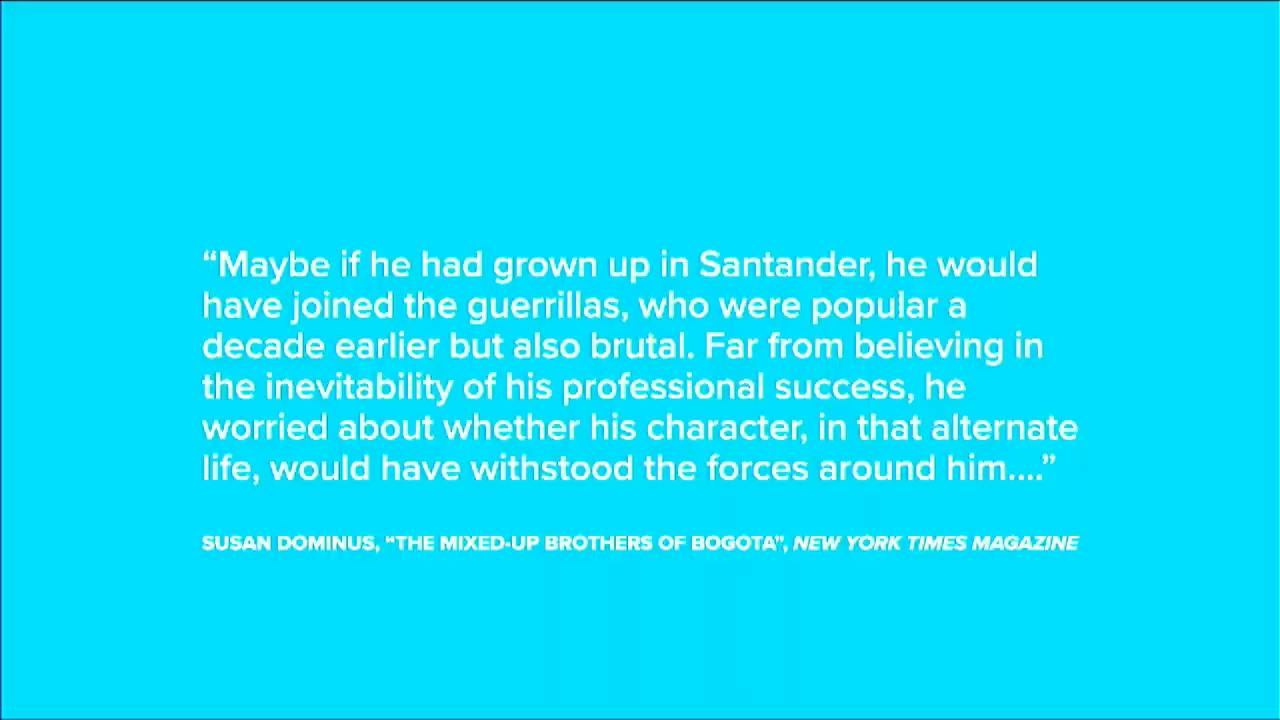 “Maybe if he had grown up in Santander, he would
have joined the guerrillas, who were popular a
decade earlier but also brutal. Far from believing in
the inevitability of his professional success, he
worried about whether his character, in that alternate
life, would have withstood the forces around him....”
SUSAN DOMINUS, “THE MIXED-UP BROTHERS OF BOGOTA”, NEW YORK TIMES MAGAZINE